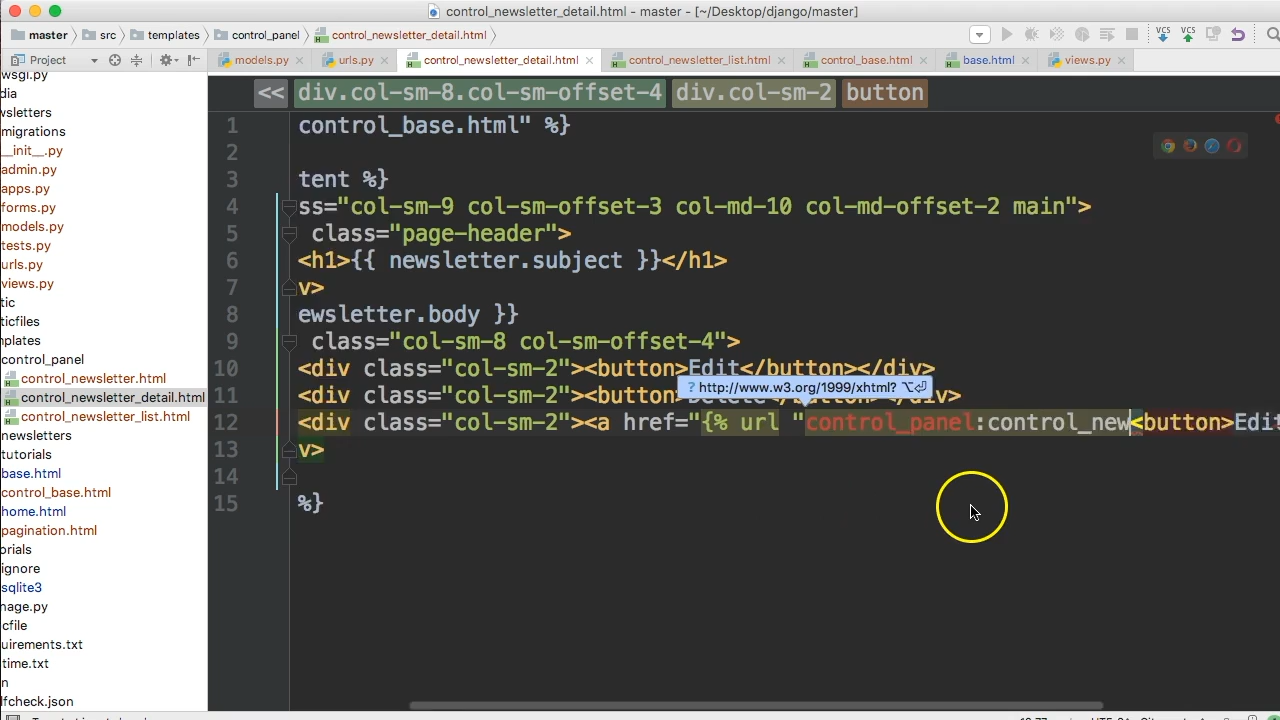 control_newsletter_detail.html - master - [~/Desktop/django/master]
master src templates control_panel control_newsletter_detail.html
VCS VCS
Project
models.py urls.py control_newsletter_detail.html control_newsletter_list.html control_base.html base.html views.py
wsgi.py
dia
wsletters
migrations
__init__.py
admin.py
apps.py
forms.py
models.py
tests.py
urls.py
views.py
tic
ticfiles
nplates
control_panel
control_newsletter.html
control_newsletter_detail.html
control_newsletter_list.html
newsletters
tutorials
base.html
control_base.html
home.html
pagination.html
orials
ignore
sqlite3
nage.py
cfile
uirements.txt
time.txt
n
lfcheck.json
<< div.col-sm-8.col-sm-offset-4 div.col-sm-2 button
1 control_base.html" %}
2
3 tent %}
4 ss="col-sm-9 col-sm-offset-3 col-md-10 col-md-offset-2 main">
5 class="page-header">
6 <h1>{{ newsletter.subject }}</h1>
7 v>
8 ewsletter.body }}
9 class="col-sm-8 col-sm-offset-4">
10 <div class="col-sm-2"><button>Edit</button></div>
? http://www.w3.org/1999/xhtml? ⌥⏎
11 <div class="col-sm-2"><button>Delete</button></div>
12 <div class="col-sm-2"><a href="{% url "control_panel:control_new<button>Edit
13 v>
14
15 %}